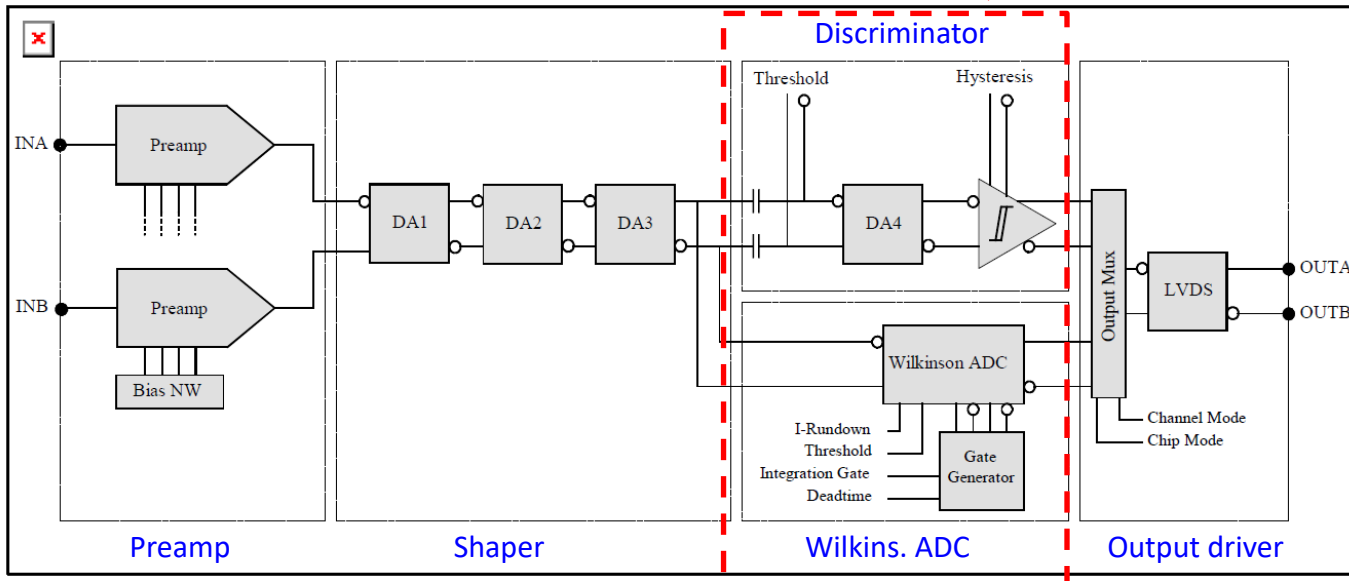 Discriminator
Threshold
Hysteresis
INA
Preamp
DA1
DA2
DA3
DA4
Output Mux
LVDS
OUTA
OUTB
INB
Preamp
Bias NW
Wilkinson ADC
I-Rundown
Threshold
Integration Gate
Deadtime
Gate
Generator
Channel Mode
Chip Mode
Preamp
Shaper
Wilkins. ADC
Output driver